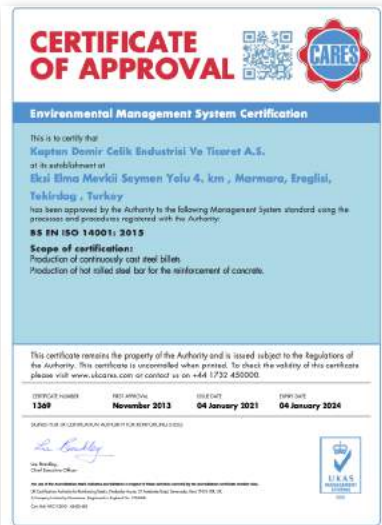 CERTIFICATE
OF APPROVAL
CARES
Environmental Management System Certification
This is to certify that
Kaptan Demir Celik Endustrisi Ve Ticaret A.S.
at its establishment at
Eksi Elma Mevkii Seymen Yolu 4. km , Marmara, Ereglisi,
Tekirdag , Turkey
has been approved by the Authority to the following Management System standard using the
processes and procedures registered with the Authority:
BS EN ISO 14001: 2015
Scope of certification:
Production of continuously cast steel billets
Production of hot rolled steel bar for the reinforcement of concrete.
This certificate remains the property of the Authority and is issued subject to the Regulations of
the Authority. This certificate is uncontrolled when printed. To check the validity of this certificate
please visit www.ukcares.com or contact us on +44 1732 450000.
CERTIFICATE NUMBER FIRST APPROVAL ISSUE DATE EXPIRY DATE
1369 November 2013 04 January 2021 04 January 2024
Lee Brankley
Chief Executive Officer
UKAS
MANAGEMENT
SYSTEMS